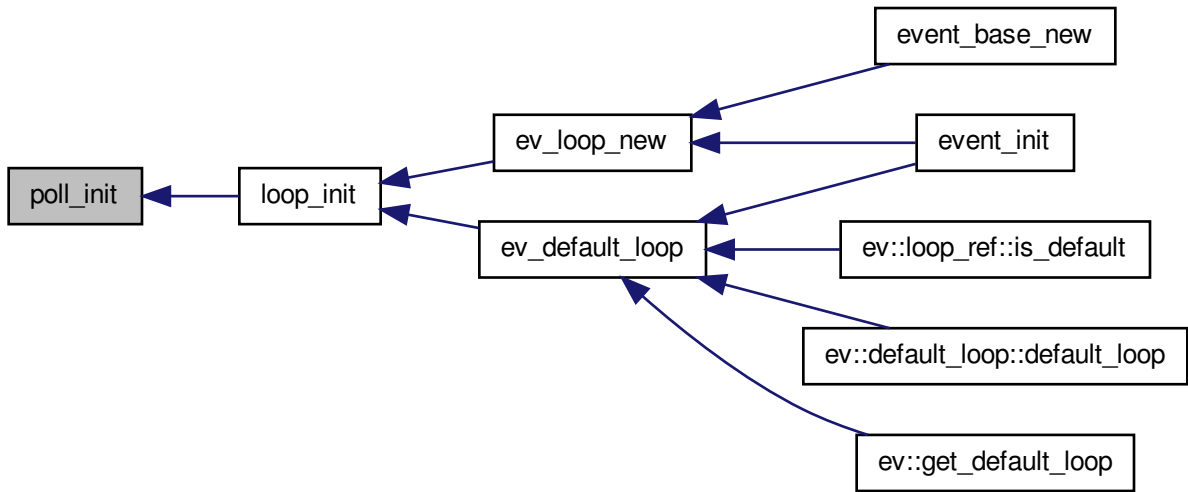 poll_init
loop_init
ev_loop_new
ev_default_loop
event_base_new
event_init
ev::loop_ref::is_default
ev::default_loop::default_loop
ev::get_default_loop